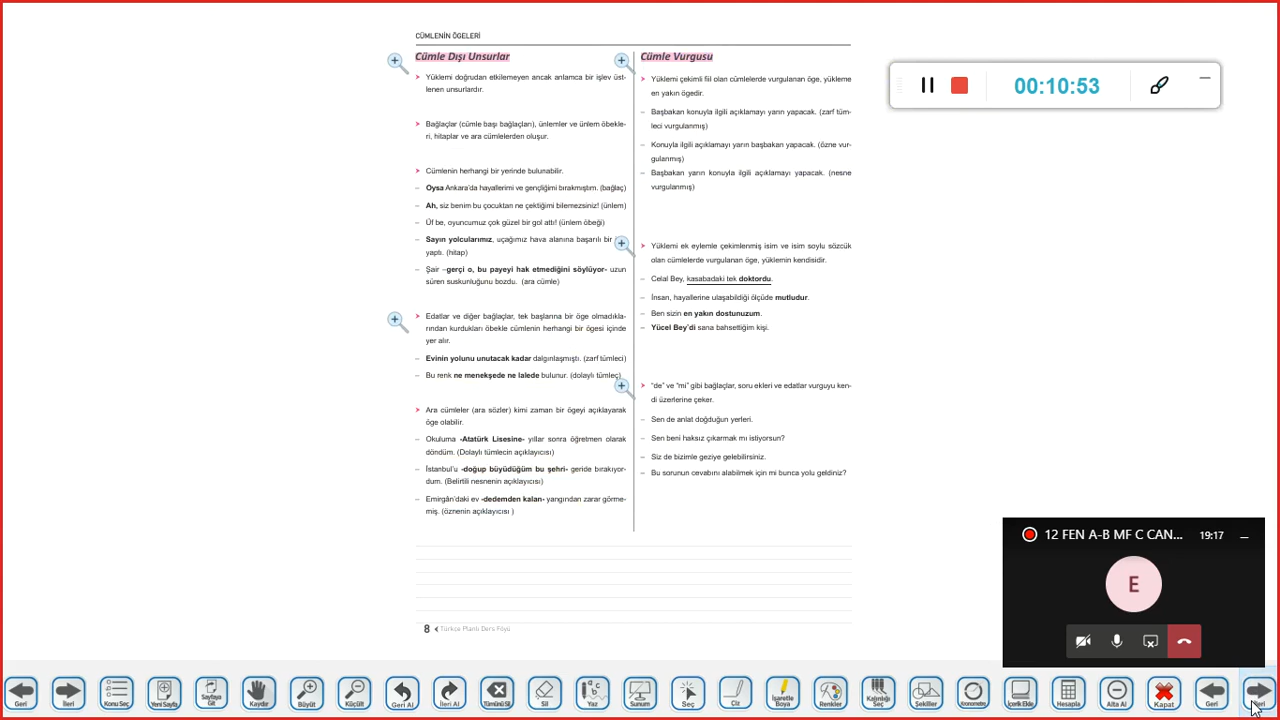 CÜMLENİN ÖGELERİ
Cümle Dışı Unsurlar
Yüklemi doğrudan etkilemeyen ancak anlamca bir işlev üst-
lenen unsurlardır.
Bağlaçlar (cümle başı bağlaçları), ünlemler ve ünlem öbekle-
ri, hitaplar ve ara cümlelerden oluşur.
Cümlenin herhangi bir yerinde bulunabilir.
– Oysa Ankara'da hayallerimi ve gençliğimi bırakmıştım. (bağlaç)
– Ah, siz benim bu çocuktan ne çektiğimi bilemezsiniz! (ünlem)
– Üf be, oyuncumuz çok güzel bir gol attı! (ünlem öbeği)
– Sayın yolcularımız, uçağımız hava alanına başarılı bir
yaptı. (hitap)
– Şair –gerçi o, bu payeyi hak etmediğini söylüyor- uzun
süren suskunluğunu bozdu. (ara cümle)
Edatlar ve diğer bağlaçlar, tek başlarına bir öge olmadıkla-
rından kurdukları öbekle cümlenin herhangi bir ögesi içinde
yer alır.
– Evinin yolunu unutacak kadar dalgınlaşmıştı. (zarf tümleci)
– Bu renk ne menekşede ne lalede bulunur. (dolaylı tümleç)
Ara cümleler (ara sözler) kimi zaman bir ögeyi açıklayarak
öge olabilir.
– Okuluma -Atatürk Lisesine- yıllar sonra öğretmen olarak
döndüm. (Dolaylı tümlecin açıklayıcısı)
– İstanbul'u -doğup büyüdüğüm bu şehri- geride bırakıyor-
dum. (Belirtili nesnenin açıklayıcısı)
– Emirgân'daki ev -dedemden kalan- yangından zarar görme-
miş. (öznenin açıklayıcısı )
Cümle Vurgusu
Yüklemi çekimli fiil olan cümlelerde vurgulanan öge, yükleme
en yakın ögedir.
– Başbakan konuyla ilgili açıklamayı yarın yapacak. (zarf tüm-
leci vurgulanmış)
– Konuyla ilgili açıklamayı yarın başbakan yapacak. (özne vur-
gulanmış)
– Başbakan yarın konuyla ilgili açıklamayı yapacak. (nesne
vurgulanmış)
Yüklemi ek eylemle çekimlenmiş isim ve isim soylu sözcük
olan cümlelerde vurgulanan öge, yüklemin kendisidir.
– Celal Bey, kasabadaki tek doktordu.
– İnsan, hayallerine ulaşabildiği ölçüde mutludur.
– Ben sizin en yakın dostunuzum.
– Yücel Bey'di sana bahsettiğim kişi.
"de" ve "mi" gibi bağlaçlar, soru ekleri ve edatlar vurguyu ken-
di üzerlerine çeker.
– Sen de anlat doğduğun yerleri.
– Sen beni haksız çıkarmak mı istiyorsun?
– Siz de bizimle geziye gelebilirsiniz.
– Bu sorunun cevabını alabilmek için mi bunca yolu geldiniz?
8 Türkçe Planlı Ders Föyü
00:10:53
12 FEN A-B MF C CAN... 19:17
E
Geri
İleri
Konu Seç
Yeni Sayfa
Sayfaya
Git
Kaydır
Büyüt
Küçült
Geri Al
İleri Al
Tümünü Sil
Sil
Yaz
Sunum
Seç
Çiz
İşaretle
Boya
Renkler
Kalınlığı
Seç
Şekiller
Kronometre
İçerik Ekle
Hesapla
Alta Al
Kapat
Geri
İleri